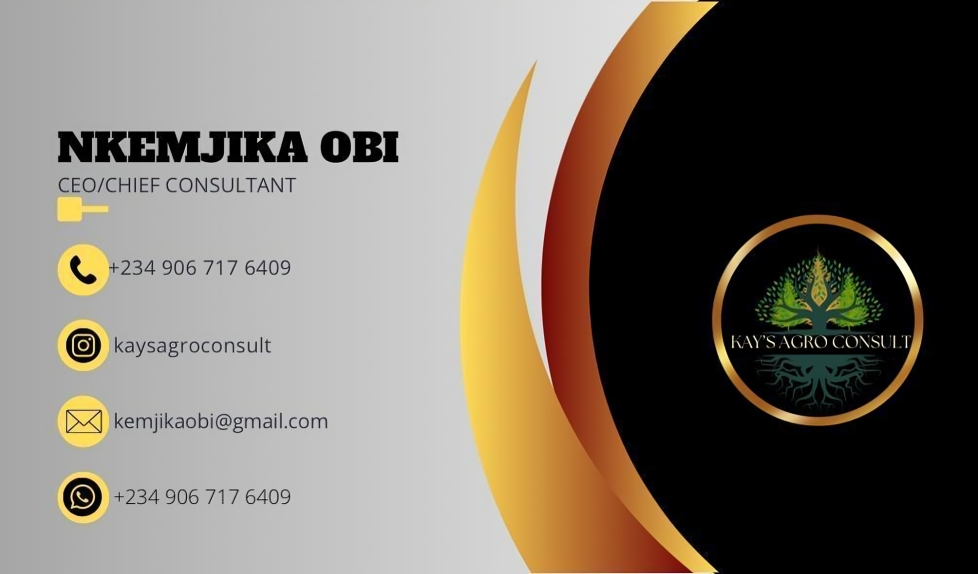 NKEMJIKA OBI
CEO/CHIEF CONSULTANT
+234 906 717 6409
kaysagroconsult
kemjikaobi@gmail.com
+234 906 717 6409
KAY'S AGRO CONSULT